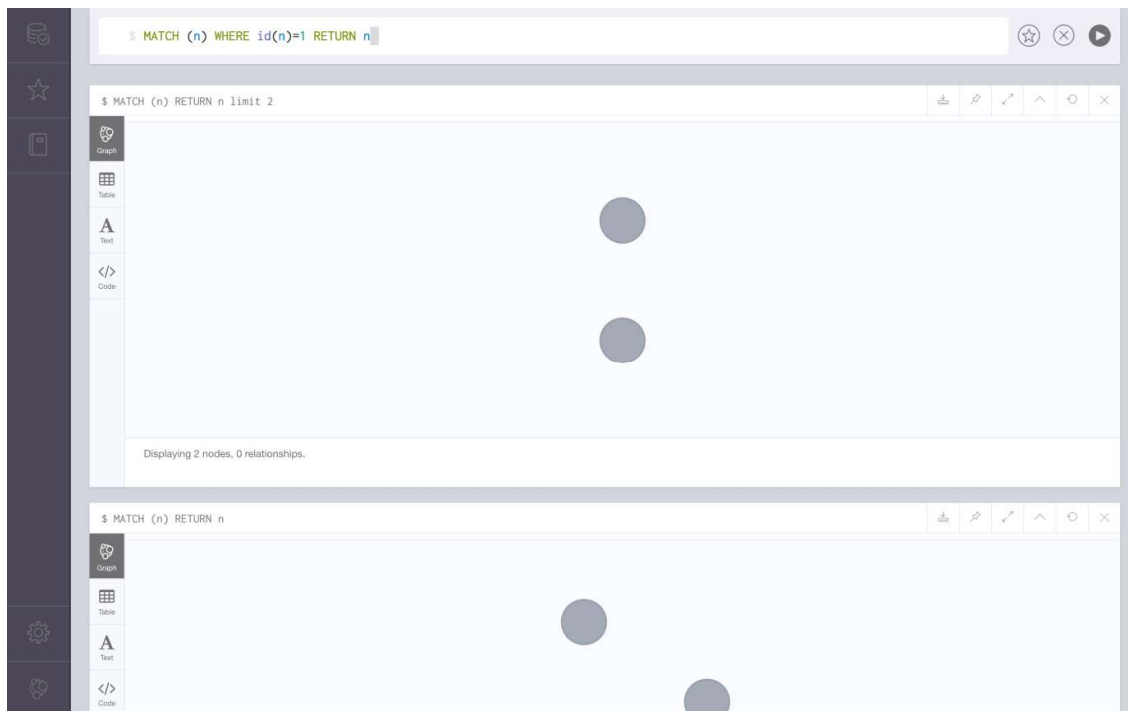 $ MATCH (n) WHERE id(n)=1 RETURN n
$ MATCH (n) RETURN n limit 2
Graph
Table
A
Text
</>
Code
Displaying 2 nodes, 0 relationships.
$ MATCH (n) RETURN n
Graph
Table
A
Text
</>
Code